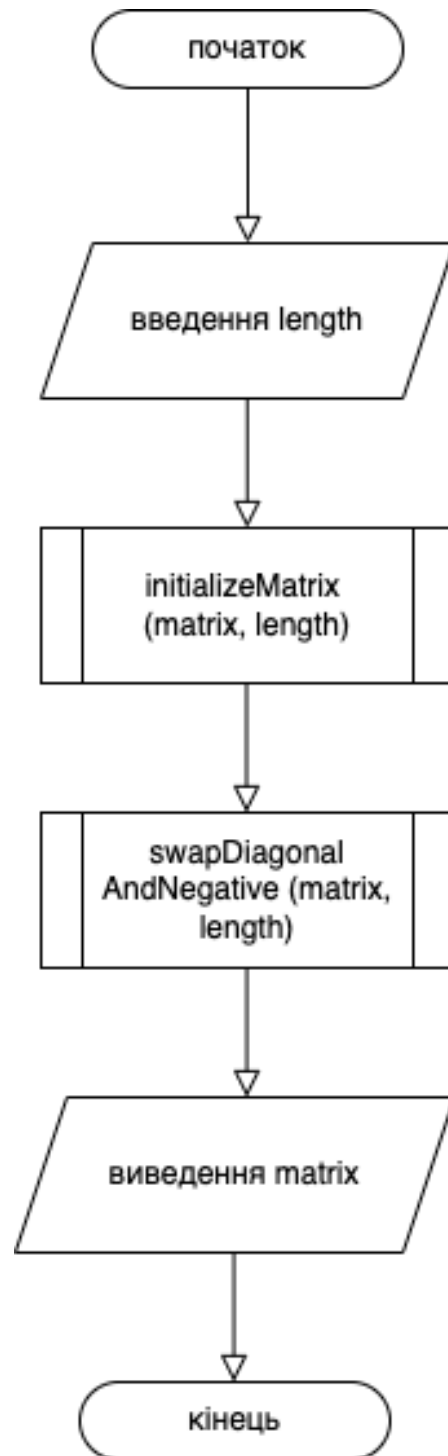 початок
введення length
initializeMatrix
(matrix, length)
swapDiagonal
AndNegative (matrix,
length)
виведення matrix
кінець